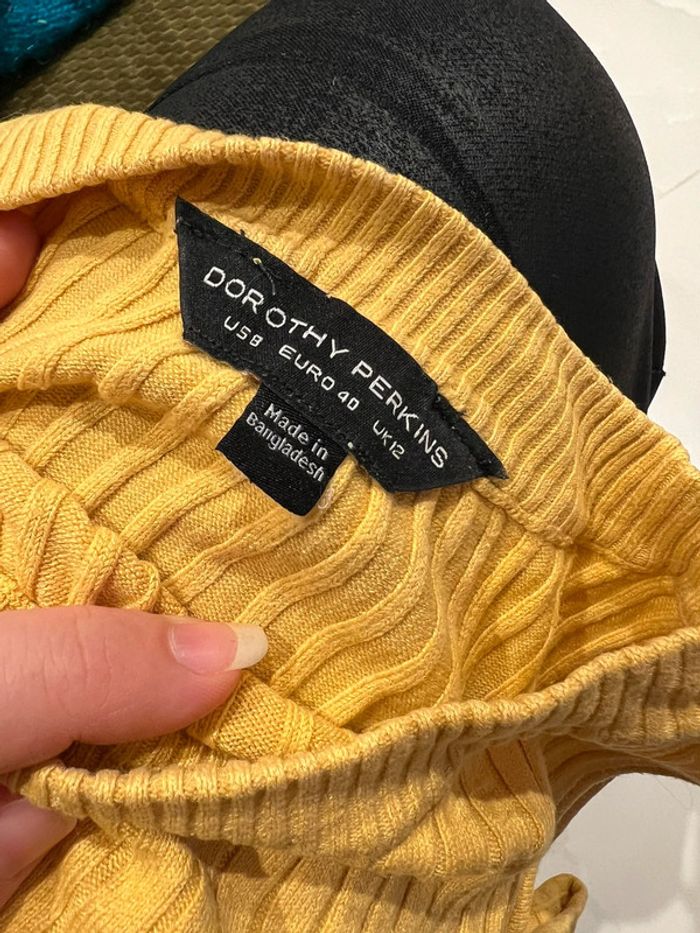 DOROTHY PERKINS
US8 EURO 40 UK12
Made in
Bangladesh